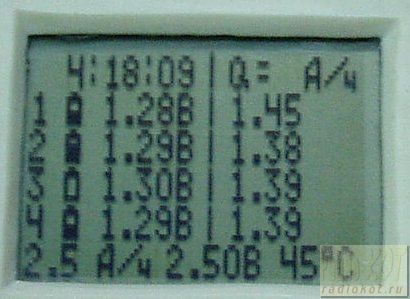 4:18:09 | Q= А/ч
1 1.28В | 1.45
2 1.29В | 1.38
3 1.30В | 1.39
4 1.29В | 1.39
2.5 А/ч 2.50В 45°C
radiokot.ru